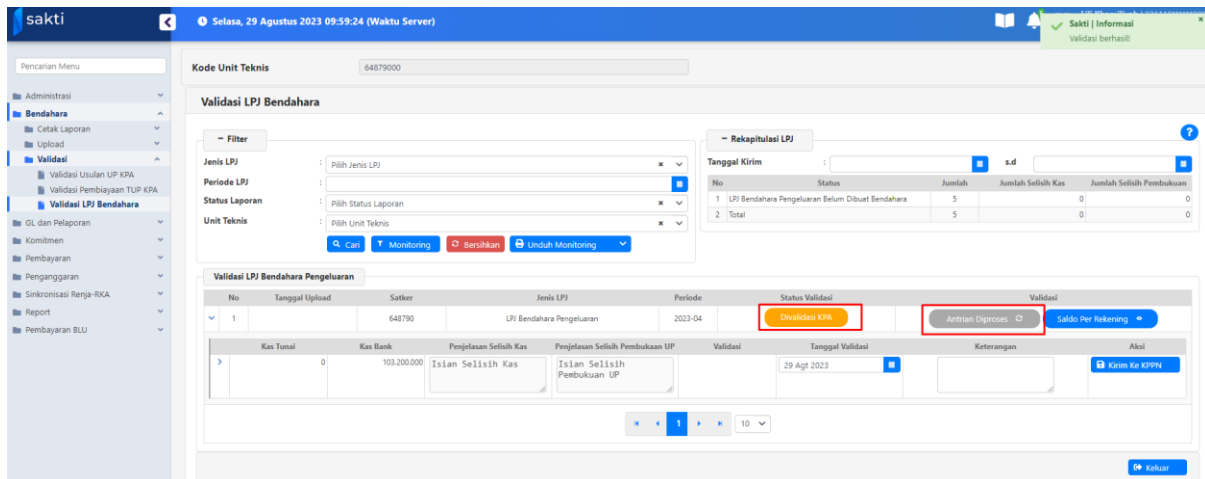 sakti
Selasa, 29 Agustus 2023 09:59:24 (Waktu Server)
Sakti | Informasi
Validasi berhasil!
Pencarian Menu
Administrasi
Bendahara
Cetak Laporan
Upload
Validasi
Validasi Usulan UP KPA
Validasi Pembiayaan TUP KPA
Validasi LPJ Bendahara
GL dan Pelaporan
Komitmen
Pembayaran
Penganggaran
Sinkronisasi Renja-RKA
Report
Pembayaran BLU
Kode Unit Teknis 64879000
Validasi LPJ Bendahara
− Filter
Jenis LPJ : Pilih Jenis LPJ
Periode LPJ :
Status Laporan : Pilih Status Laporan
Unit Teknis : Pilih Unit Teknis
Cari Monitoring Bersihkan Unduh Monitoring
− Rekapitulasi LPJ
Tanggal Kirim : s.d
No Status Jumlah Jumlah Selisih Kas Jumlah Selisih Pembukuan
1 LPJ Bendahara Pengeluaran Belum Dibuat Bendahara 5 0 0
2 Total 5 0 0
Validasi LPJ Bendahara Pengeluaran
No Tanggal Upload Satker Jenis LPJ Periode Status Validasi Validasi
1 648790 LPJ Bendahara Pengeluaran 2023-04 Divalidasi KPA Antrian Diproses Saldo Per Rekening
Kas Tunai Kas Bank Penjelasan Selisih Kas Penjelasan Selisih Pembukuan UP Validasi Tanggal Validasi Keterangan Aksi
0 103.200.000 Isian Selisih Kas Isian Selisih 29 Agt 2023 Kirim Ke KPPN
Pembukuan UP
1 10
Keluar